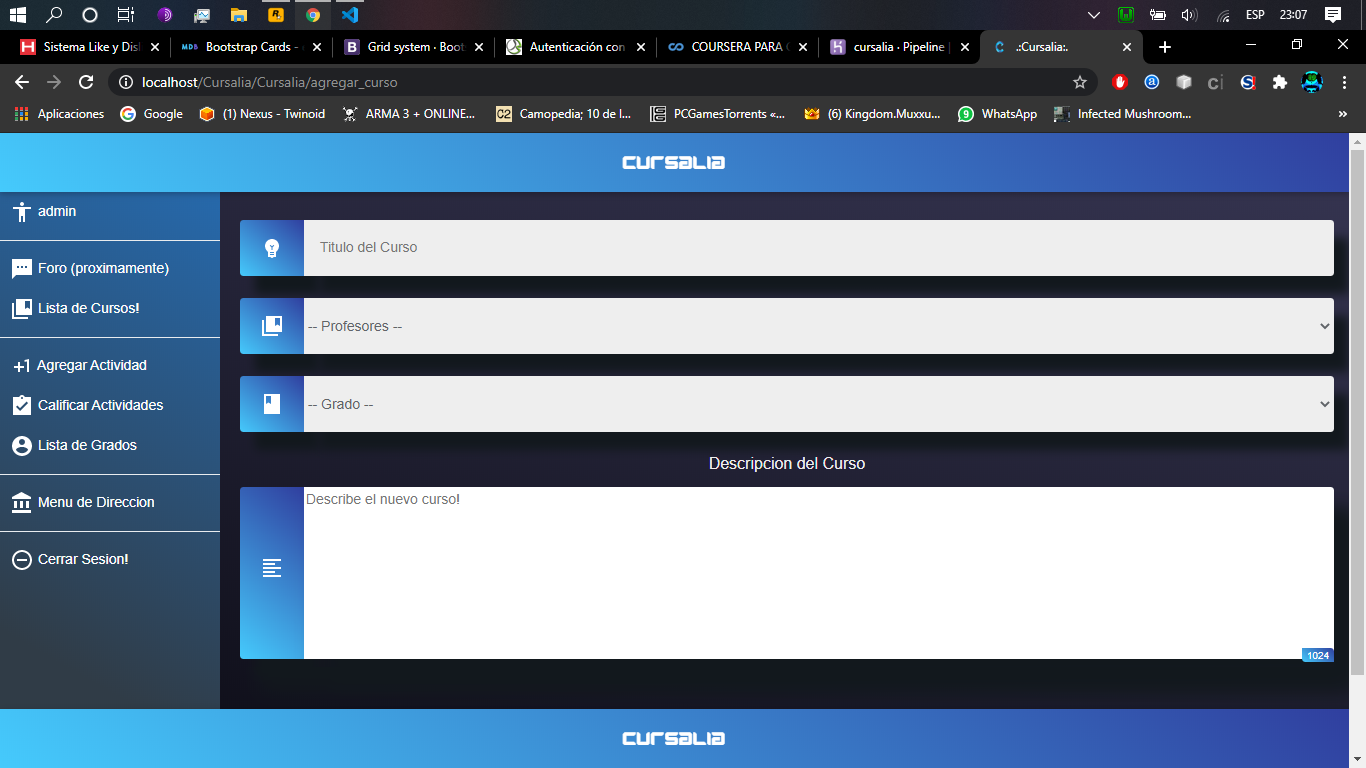 ESP 23:07
Sistema Like y Dis
Bootstrap Cards -
Grid system · Boot
Autenticación con
COURSERA PARA
cursalia · Pipeline
.:Cursalia:.
localhost/Cursalia/Cursalia/agregar_curso
Aplicaciones
Google
(1) Nexus - Twinoid
ARMA 3 + ONLINE...
Camopedia; 10 de l...
PCGamesTorrents «...
(6) Kingdom.Muxxu...
WhatsApp
Infected Mushroom...
»
CURSALIA
admin
Foro (proximamente)
Lista de Cursos!
+1 Agregar Actividad
Calificar Actividades
Lista de Grados
Menu de Direccion
Cerrar Sesion!
Titulo del Curso
-- Profesores --
-- Grado --
Descripcion del Curso
Describe el nuevo curso!
1024
CURSALIA